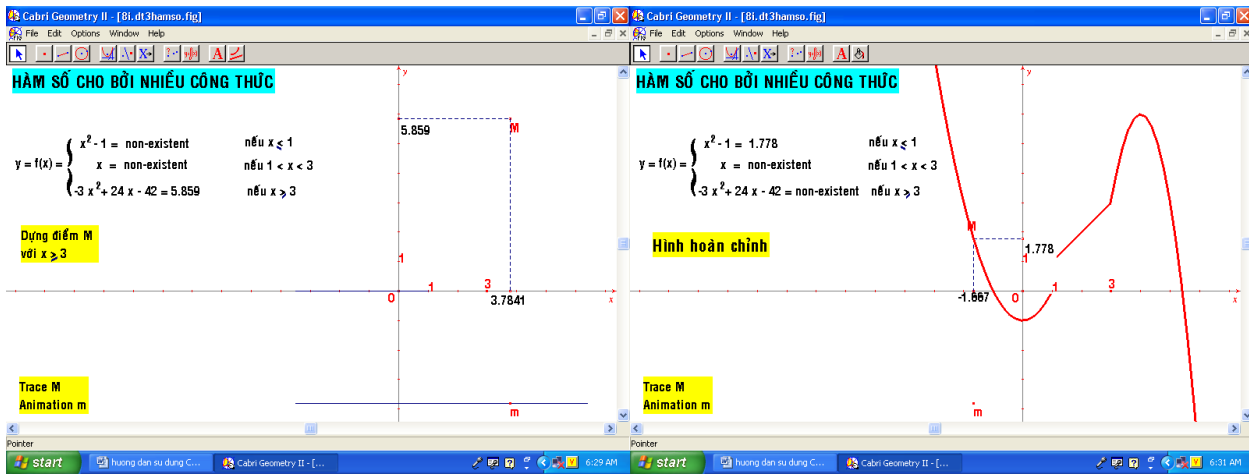 Cabri Geometry II - [8i.dt3hamso.fig]
File Edit Options Window Help
HÀM SỐ CHO BỞI NHIỀU CÔNG THỨC
y
5.859
M
x² - 1 = non-existent nếu x ⩽ 1
y = f(x) = x = non-existent nếu 1 < x < 3
-3 x² + 24 x - 42 = 5.859 nếu x ⩾ 3
Dựng điểm M
với x ⩾ 3
1
0 1 3 x
3.7841
Trace M
Animation m
m
Pointer
start huong dan su dung C... Cabri Geometry II - [... 6:29 AM
Cabri Geometry II - [8i.dt3hamso.fig]
File Edit Options Window Help
HÀM SỐ CHO BỞI NHIỀU CÔNG THỨC
y
x² - 1 = 1.778 nếu x ⩽ 1
y = f(x) = x = non-existent nếu 1 < x < 3
-3 x² + 24 x - 42 = non-existent nếu x ⩾ 3
M
Hình hoàn chỉnh
1.778
1
-1.667 0 1 3 x
Trace M
Animation m
m
Pointer
start huong dan su dung C... Cabri Geometry II - [... 6:31 AM